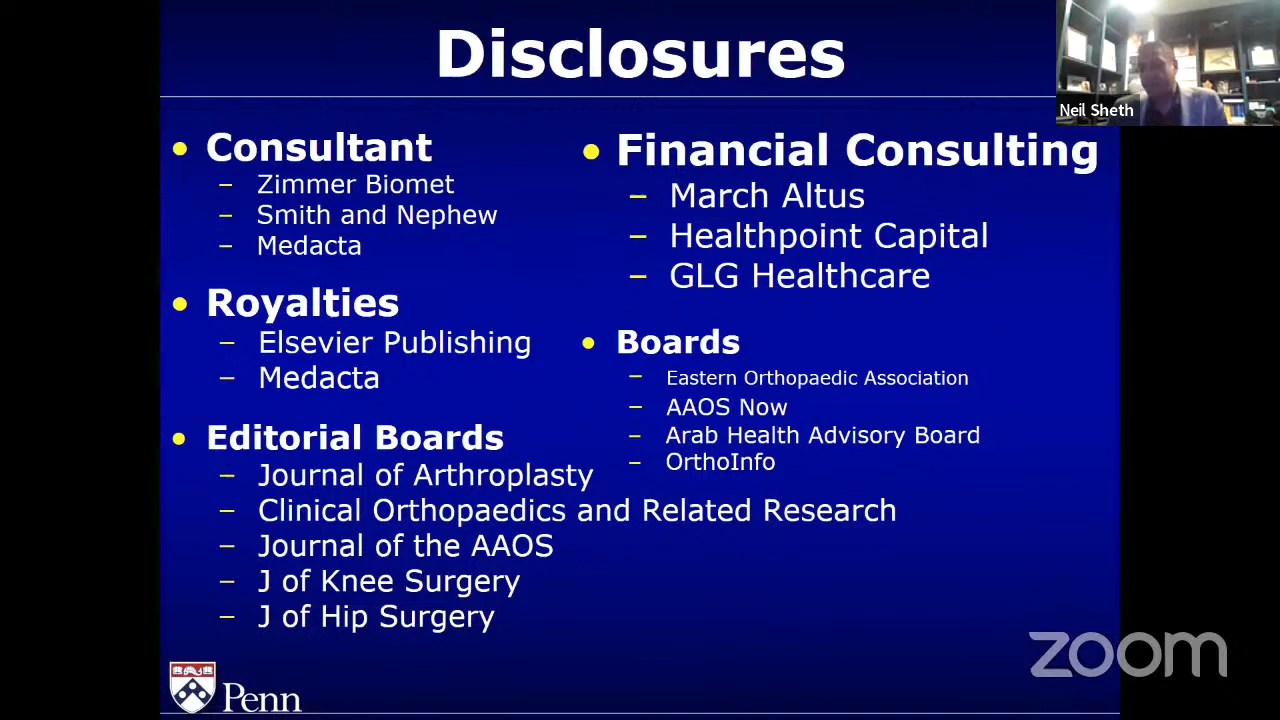 Disclosures
Neil Sheth
Consultant
– Zimmer Biomet
– Smith and Nephew
– Medacta
Royalties
– Elsevier Publishing
– Medacta
Editorial Boards
– Journal of Arthroplasty
– Clinical Orthopaedics and Related Research
– Journal of the AAOS
– J of Knee Surgery
– J of Hip Surgery
Financial Consulting
– March Altus
– Healthpoint Capital
– GLG Healthcare
Boards
– Eastern Orthopaedic Association
– AAOS Now
– Arab Health Advisory Board
– OrthoInfo
Penn
zoom